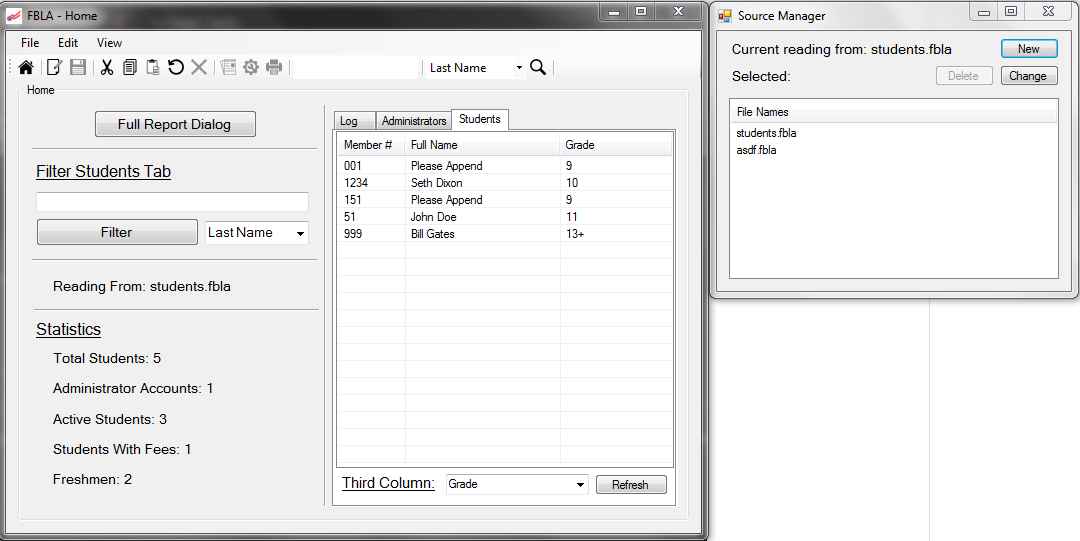 FBLA - Home
File Edit View
Last Name
Home
Full Report Dialog
Filter Students Tab
Filter
Last Name
Reading From: students.fbla
Statistics
Total Students: 5
Administrator Accounts: 1
Active Students: 3
Students With Fees: 1
Freshmen: 2
Log Administrators Students
Member # Full Name Grade
001 Please Append 9
1234 Seth Dixon 10
151 Please Append 9
51 John Doe 11
999 Bill Gates 13+
Third Column: Grade Refresh
Source Manager
Current reading from: students.fbla New
Selected: Delete Change
File Names
students.fbla
asdf.fbla